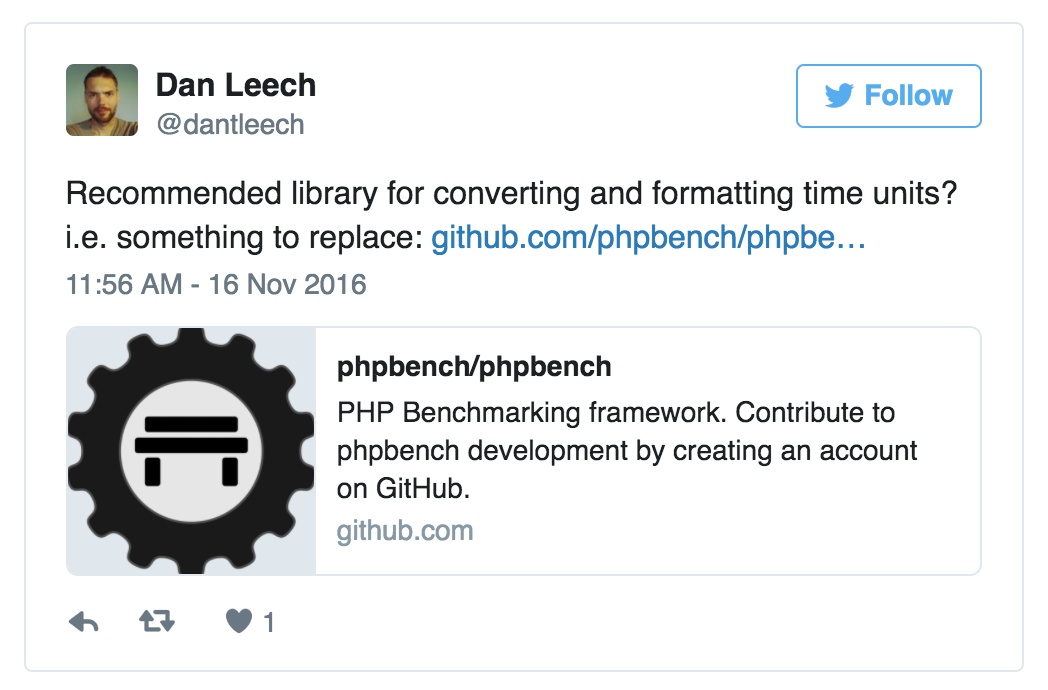 Dan Leech
@dantleech
Follow
Recommended library for converting and formatting time units?
i.e. something to replace: github.com/phpbench/phpbe…
11:56 AM - 16 Nov 2016
phpbench/phpbench
PHP Benchmarking framework. Contribute to
phpbench development by creating an account
on GitHub.
github.com
1